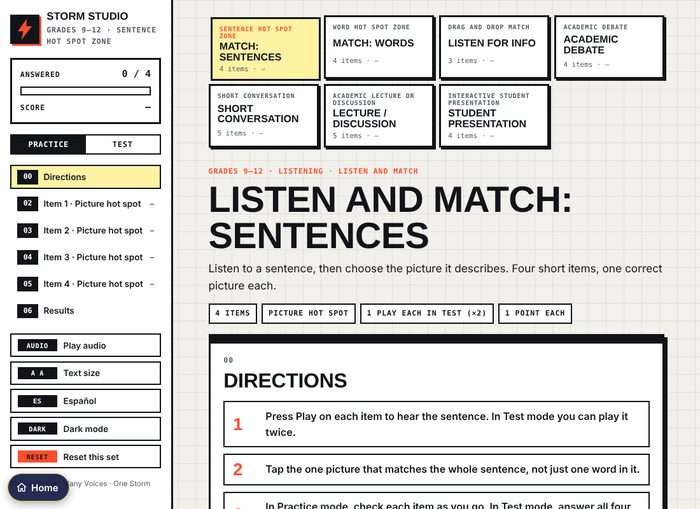 STORM STUDIO
GRADES 9–12 · SENTENCE
HOT SPOT ZONE
ANSWERED 0 / 4
SCORE –
PRACTICE TEST
00 Directions
02 Item 1 · Picture hot spot –
03 Item 2 · Picture hot spot –
04 Item 3 · Picture hot spot –
05 Item 4 · Picture hot spot –
06 Results
AUDIO Play audio
A A Text size
ES Español
DARK Dark mode
RESET Reset this set
Voices · One Storm
Home
SENTENCE HOT SPOT
ZONE
MATCH:
SENTENCES
4 items · –
WORD HOT SPOT ZONE
MATCH: WORDS
4 items · –
DRAG AND DROP MATCH
LISTEN FOR INFO
3 items · –
ACADEMIC DEBATE
ACADEMIC
DEBATE
4 items · –
SHORT CONVERSATION
SHORT
CONVERSATION
5 items · –
ACADEMIC LECTURE OR
DISCUSSION
LECTURE /
DISCUSSION
5 items · –
INTERACTIVE STUDENT
PRESENTATION
STUDENT
PRESENTATION
4 items · –
GRADES 9–12 · LISTENING · LISTEN AND MATCH
LISTEN AND MATCH:
SENTENCES
Listen to a sentence, then choose the picture it describes. Four short items, one correct
picture each.
4 ITEMS
PICTURE HOT SPOT
1 PLAY EACH IN TEST (×2)
1 POINT EACH
00
DIRECTIONS
1 Press Play on each item to hear the sentence. In Test mode you can play it
twice.
2 Tap the one picture that matches the whole sentence, not just one word in it.
In Practice mode, check each item as you go. In Test mode, answer all four